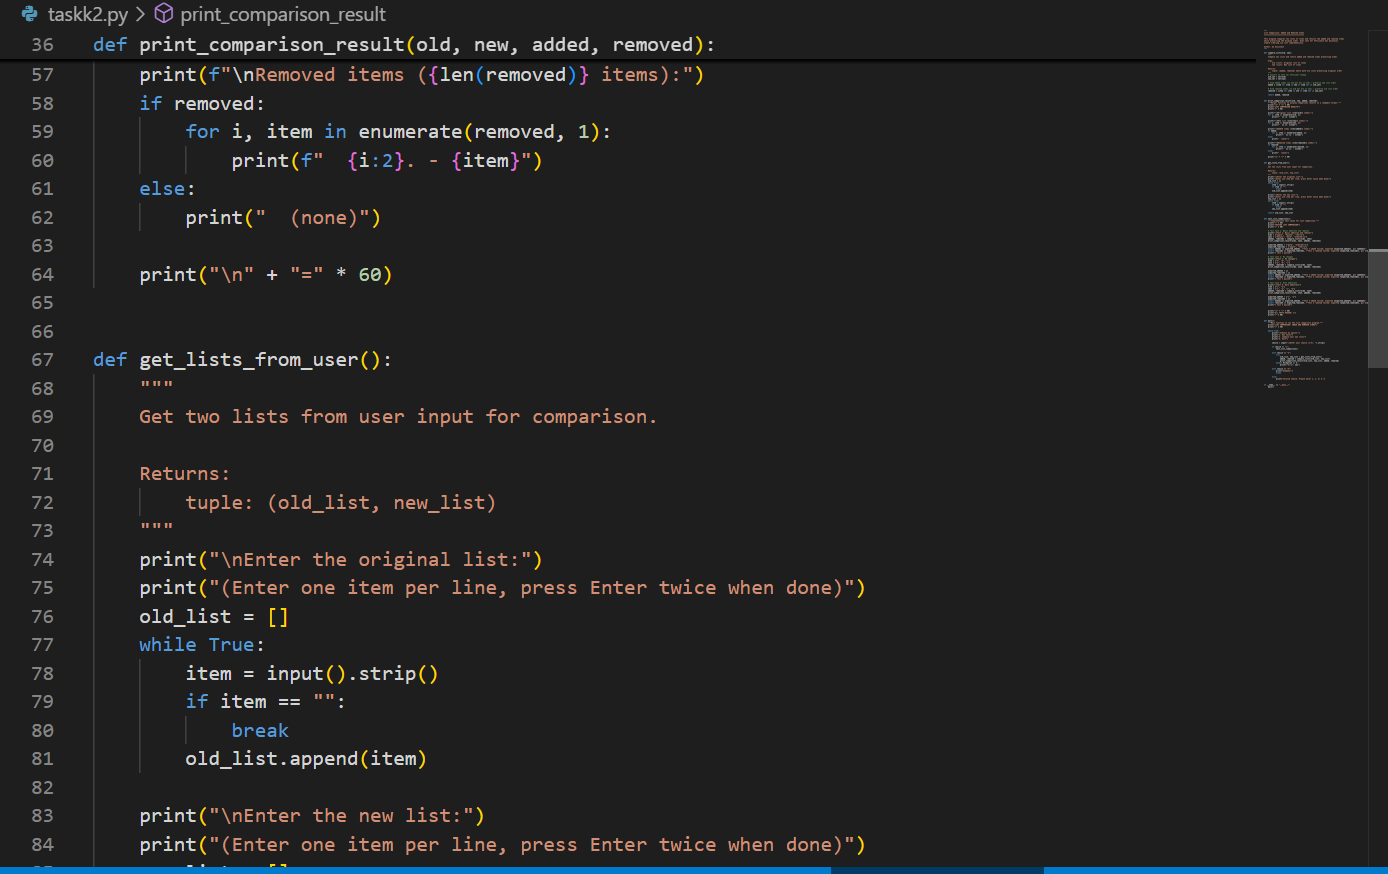 taskk2.py > print_comparison_result
36 def print_comparison_result(old, new, added, removed):
57     print(f"\nRemoved items ({len(removed)} items):")
58     if removed:
59         for i, item in enumerate(removed, 1):
60             print(f"  {i:2}. - {item}")
61     else:
62         print("  (none)")
63
64     print("\n" + "=" * 60)
65
66
67 def get_lists_from_user():
68     """
69     Get two lists from user input for comparison.
70
71     Returns:
72         tuple: (old_list, new_list)
73     """
74     print("\nEnter the original list:")
75     print("(Enter one item per line, press Enter twice when done)")
76     old_list = []
77     while True:
78         item = input().strip()
79         if item == "":
80             break
81         old_list.append(item)
82
83     print("\nEnter the new list:")
84     print("(Enter one item per line, press Enter twice when done)")